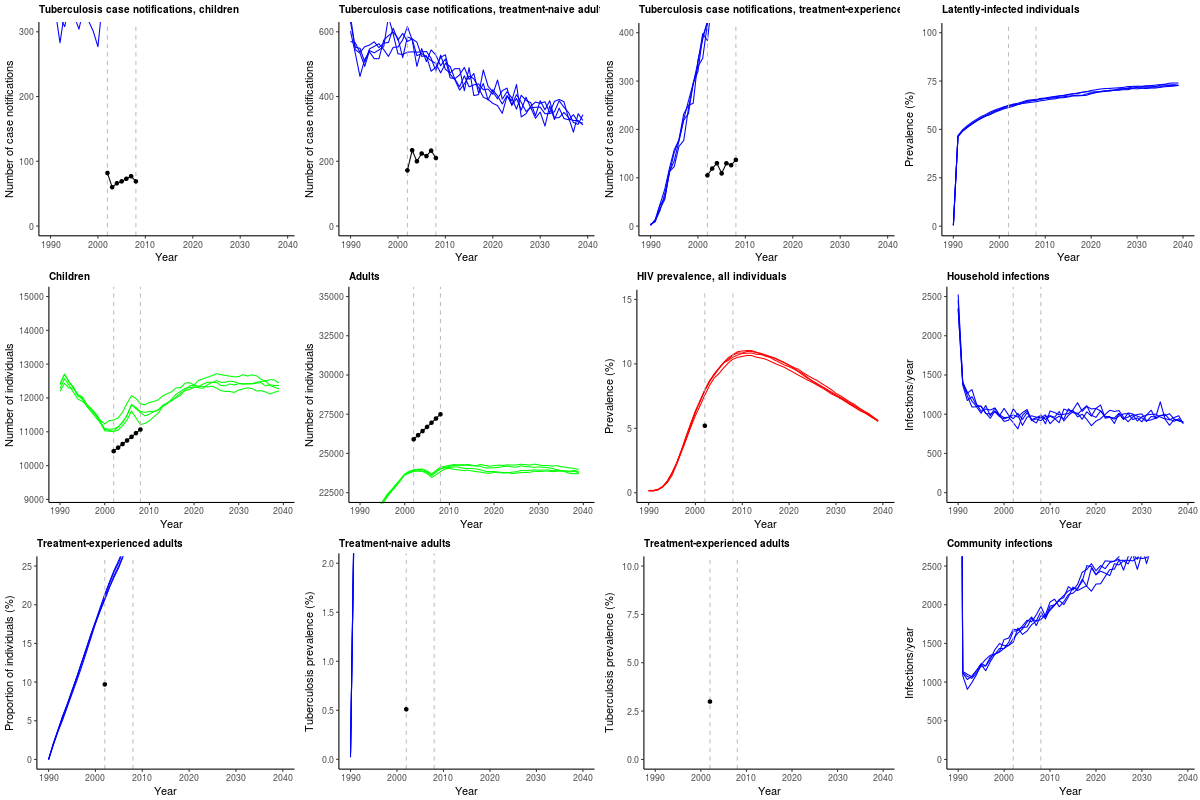 Tuberculosis case notifications, children
Number of case notifications
300
200
100
0
1990 2000 2010 2020 2030 2040
Year
Tuberculosis case notifications, treatment-naive
Number of case notifications
600
400
200
0
1990 2000 2010 2020 2030 2040
Year
Tuberculosis case notifications, treatment-experience
Number of case notifications
400
300
200
100
0
1990 2000 2010 2020 2030 2040
Year
Latently-infected individuals
Prevalence (%)
100
75
50
25
0
1990 2000 2010 2020 2030 2040
Year
Children
Number of individuals
15000
14000
13000
12000
11000
10000
9000
1990 2000 2010 2020 2030 2040
Year
Adults
Number of individuals
35000
32500
30000
27500
25000
22500
1990 2000 2010 2020 2030 2040
Year
HIV prevalence, all individuals
Prevalence (%)
15
10
5
0
1990 2000 2010 2020 2030 2040
Year
Household infections
Infections/year
2500
2000
1500
1000
500
0
1990 2000 2010 2020 2030 2040
Year
Treatment-experienced adults
Proportion of individuals (%)
25
20
15
10
5
0
1990 2000 2010 2020 2030 2040
Year
Treatment-naive adults
Tuberculosis prevalence (%)
2.0
1.5
1.0
0.5
0.0
1990 2000 2010 2020 2030 2040
Year
Treatment-experienced adults
Tuberculosis prevalence (%)
10.0
7.5
5.0
2.5
0.0
1990 2000 2010 2020 2030 2040
Year
Community infections
Infections/year
2500
2000
1500
1000
500
0
1990 2000 2010 2020 2030 2040
Year